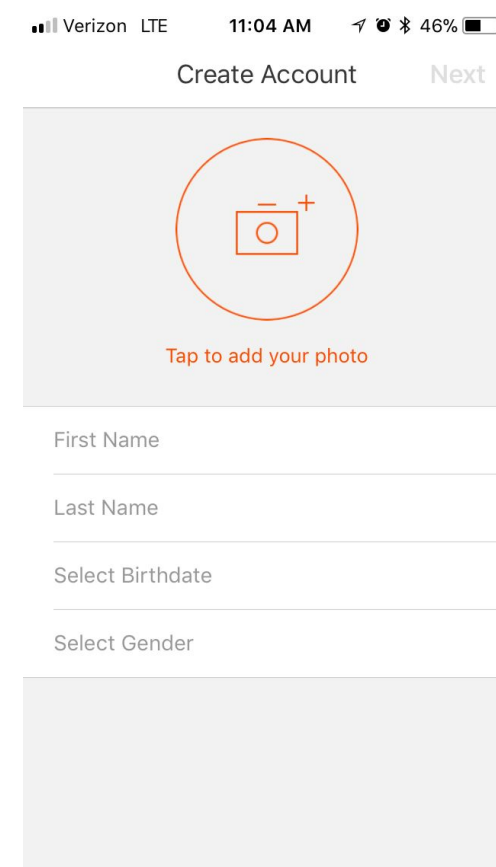 Verizon LTE 11:04 AM 46%
Create Account Next
Tap to add your photo
First Name
Last Name
Select Birthdate
Select Gender